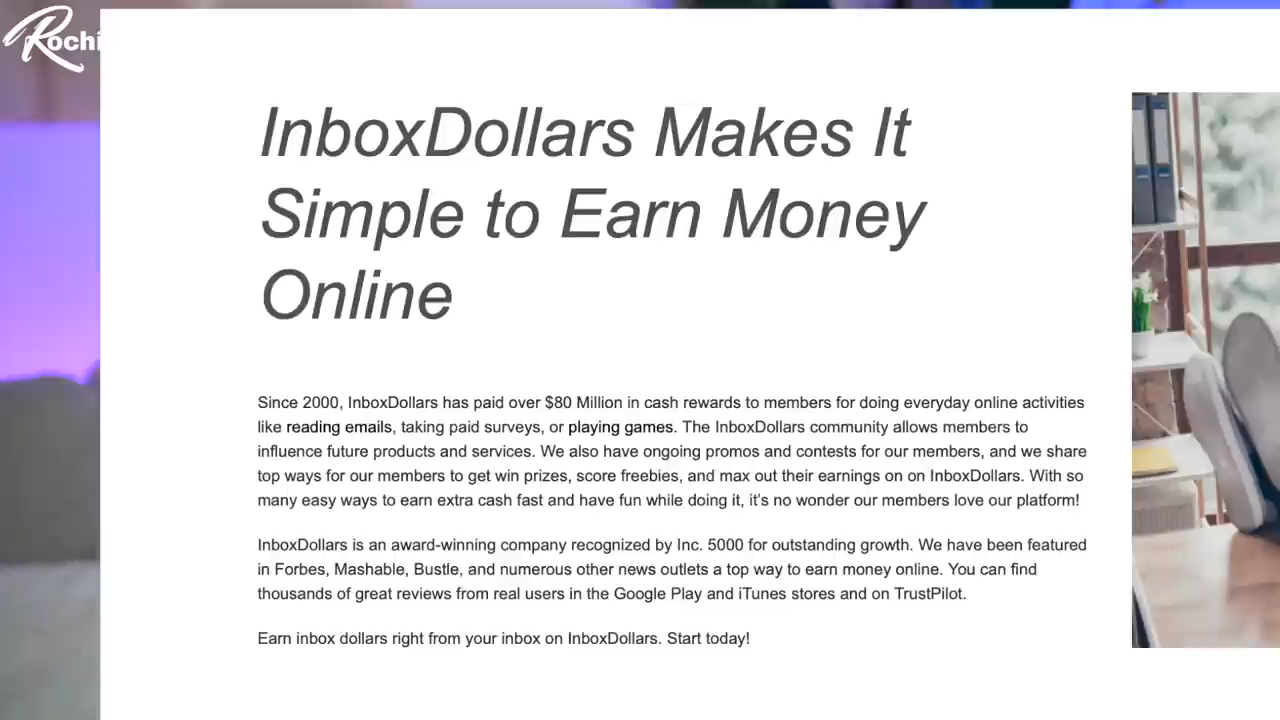 Rochi
InboxDollars Makes It
Simple to Earn Money
Online
Since 2000, InboxDollars has paid over $80 Million in cash rewards to members for doing everyday online activities
like reading emails, taking paid surveys, or playing games. The InboxDollars community allows members to
influence future products and services. We also have ongoing promos and contests for our members, and we share
top ways for our members to get win prizes, score freebies, and max out their earnings on on InboxDollars. With so
many easy ways to earn extra cash fast and have fun while doing it, it's no wonder our members love our platform!
InboxDollars is an award-winning company recognized by Inc. 5000 for outstanding growth. We have been featured
in Forbes, Mashable, Bustle, and numerous other news outlets a top way to earn money online. You can find
thousands of great reviews from real users in the Google Play and iTunes stores and on TrustPilot.
Earn inbox dollars right from your inbox on InboxDollars. Start today!